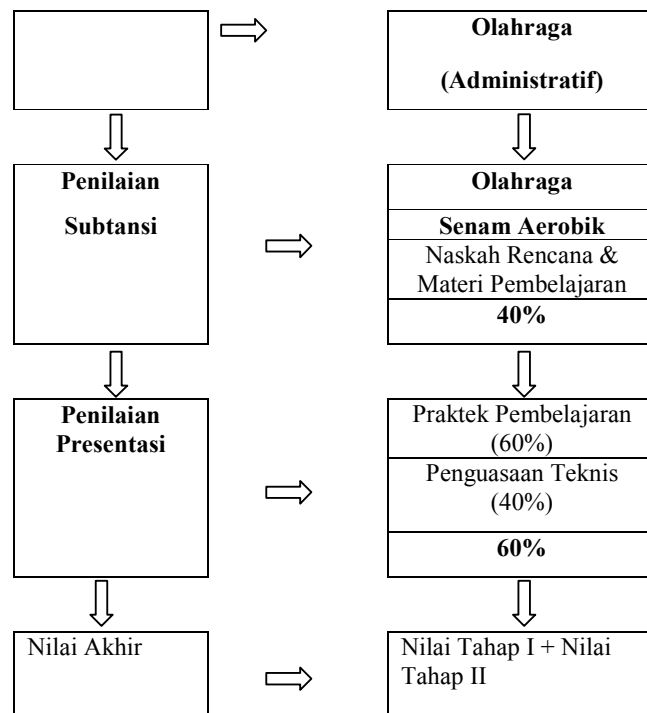 Olahraga
(Administratif)
Penilaian
Subtansi
Olahraga
Senam Aerobik
Naskah Rencana &
Materi Pembelajaran
40%
Penilaian
Presentasi
Praktek Pembelajaran
(60%)
Penguasaan Teknis
(40%)
60%
Nilai Akhir
Nilai Tahap I + Nilai
Tahap II